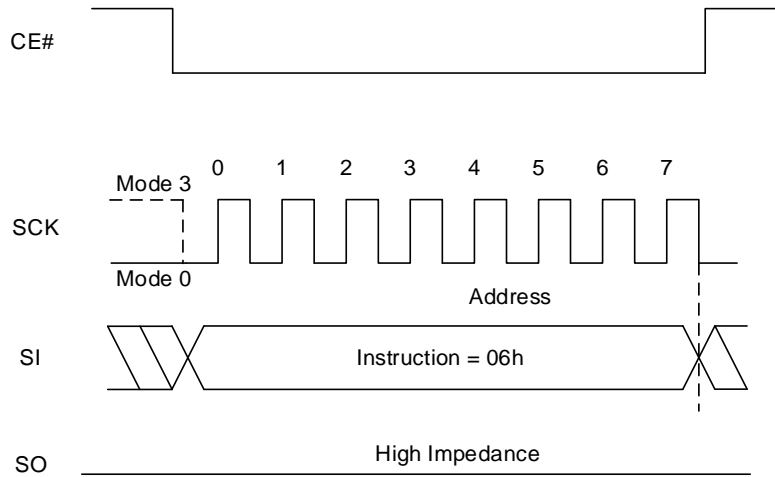 CE#
0 1 2 3 4 5 6 7
Mode 3
SCK
Mode 0
Address
SI
Instruction = 06h
High Impedance
SO